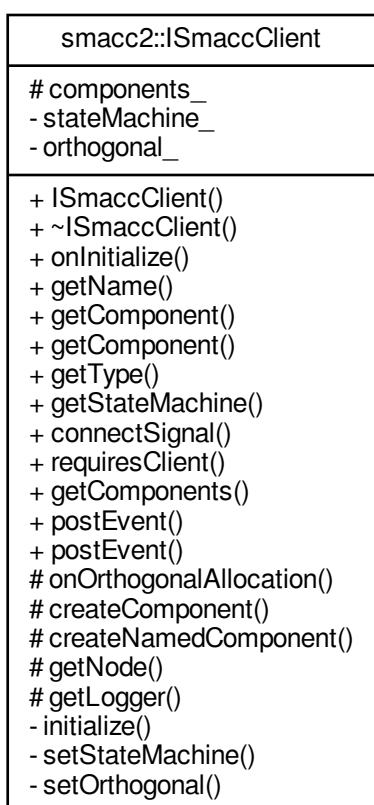 smacc2::ISmaccClient
# components_
- stateMachine_
- orthogonal_
+ ISmaccClient()
+ ~ISmaccClient()
+ onInitialize()
+ getName()
+ getComponent()
+ getComponent()
+ getType()
+ getStateMachine()
+ connectSignal()
+ requiresClient()
+ getComponents()
+ postEvent()
+ postEvent()
# onOrthogonalAllocation()
# createComponent()
# createNamedComponent()
# getNode()
# getLogger()
- initialize()
- setStateMachine()
- setOrthogonal()